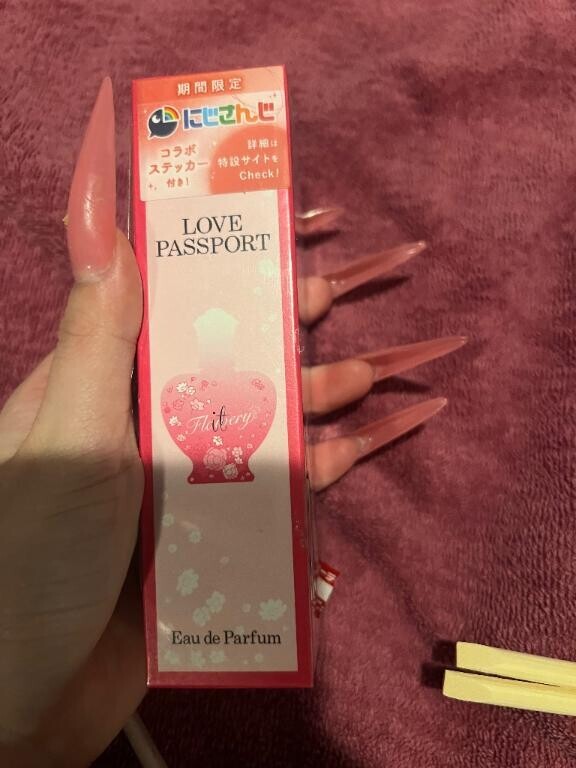 期間限定
にじさんじ
コラボ
ステッカー
付き!
詳細は
特設サイトを
Check!
LOVE
PASSPORT
it
Eau de Parfum